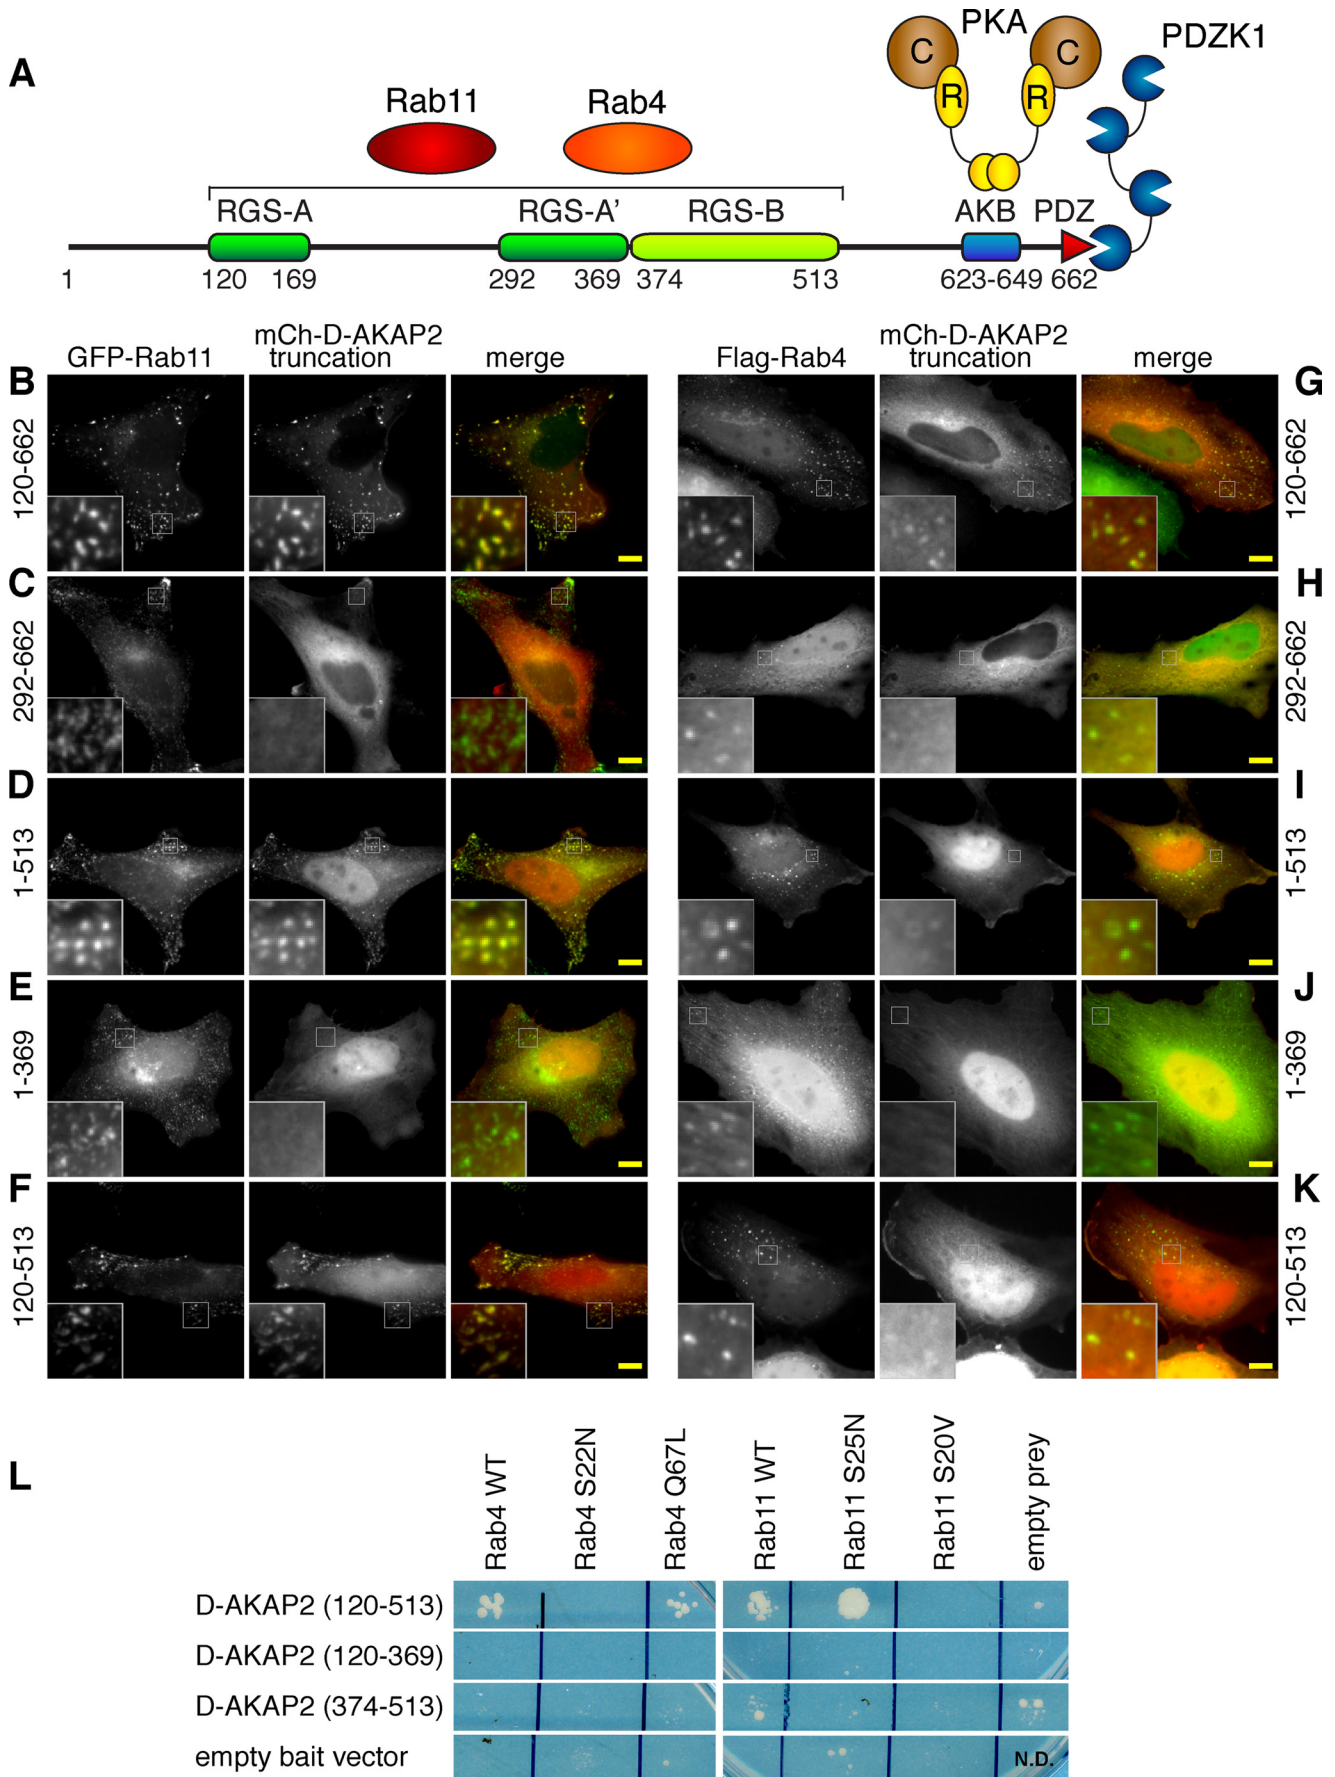 A
PKA
PDZK1
C
C
R
R
Rab11
Rab4
RGS-A
RGS-A’
RGS-B
AKB
PDZ
1
120
169
292
369
374
513
623-649
662
GFP-Rab11
mCh-D-AKAP2
truncation
merge
Flag-Rab4
mCh-D-AKAP2
truncation
merge
B
120-662
G
120-662
C
292-662
H
292-662
D
1-513
I
1-513
E
1-369
J
1-369
F
120-513
K
120-513
L
Rab4 WT
Rab4 S22N
Rab4 Q67L
Rab11 WT
Rab11 S25N
Rab11 S20V
empty prey
D-AKAP2 (120-513)
D-AKAP2 (120-369)
D-AKAP2 (374-513)
empty bait vector
N.D.